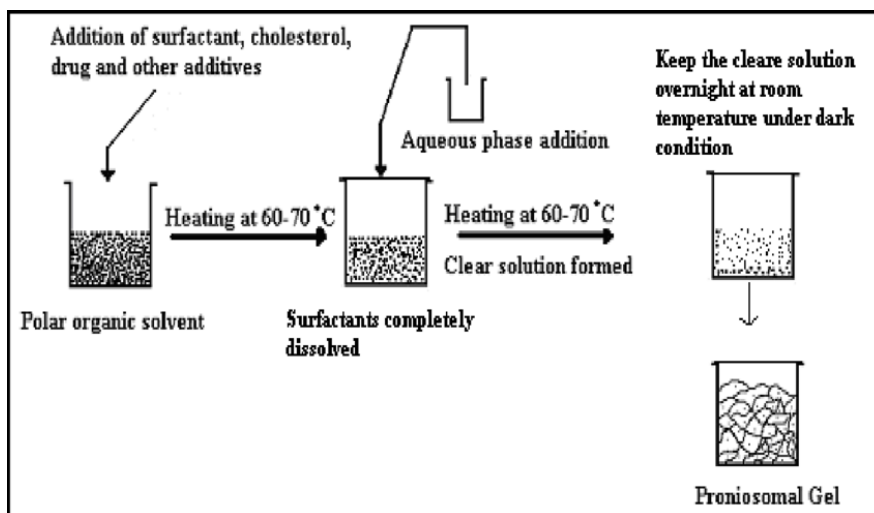 Addition of surfactant, cholesterol,
drug and other additives
Aqueous phase addition
Keep the cleare solution
overnight at room
temperature under dark
condition
Heating at 60-70 °C
Heating at 60-70 °C
Clear solution formed
Polar organic solvent
Surfactants completely
dissolved
Proniosomal Gel